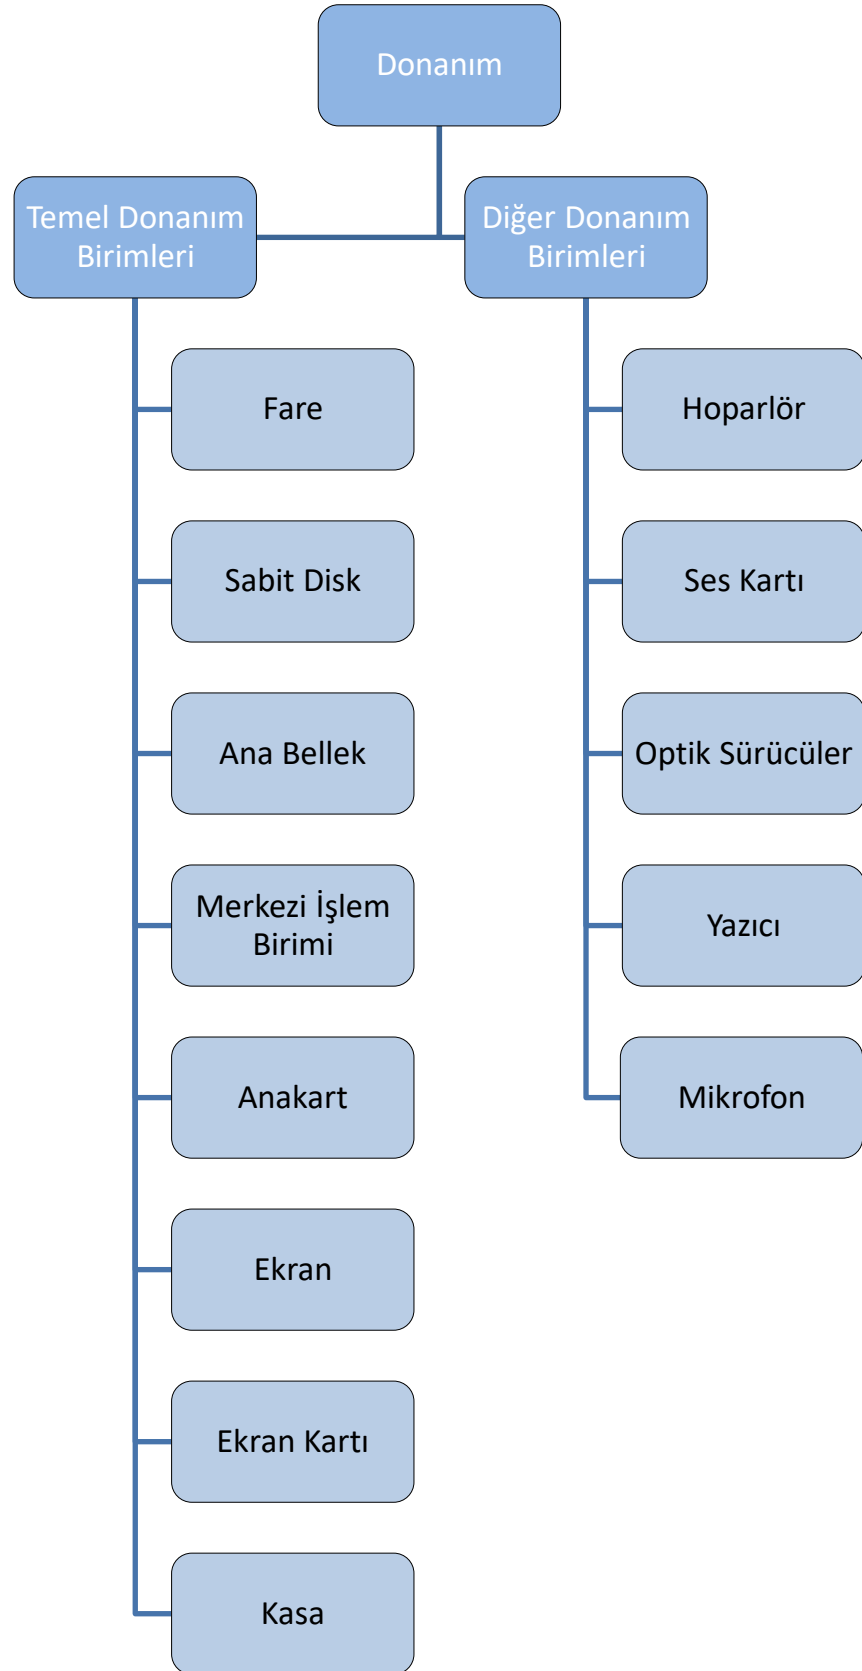 Donanım
Temel Donanım
Birimleri
Diğer Donanım
Birimleri
Fare
Sabit Disk
Ana Bellek
Merkezi İşlem
Birimi
Anakart
Ekran
Ekran Kartı
Kasa
Hoparlör
Ses Kartı
Optik Sürücüler
Yazıcı
Mikrofon